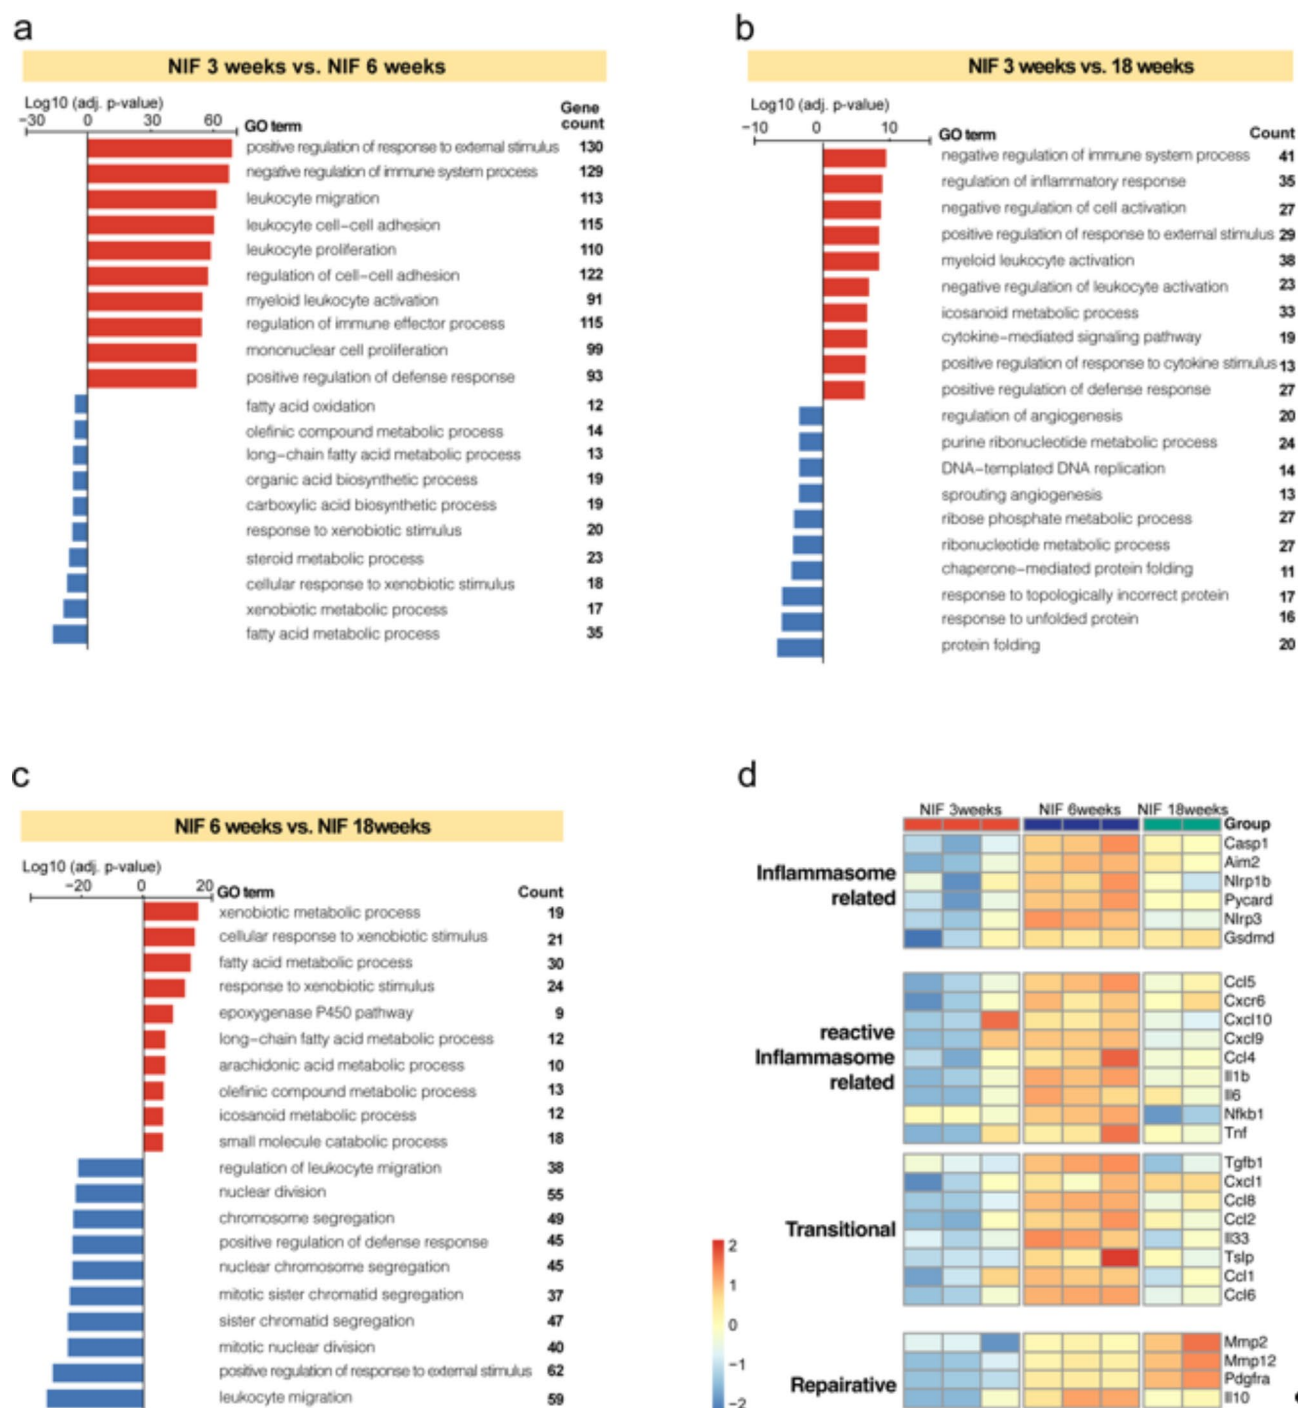 a
NIF 3 weeks vs. NIF 6 weeks
Log10 (adj. p-value)
−30 0 30 60
GO term
Gene count
positive regulation of response to external stimulus 130
negative regulation of immune system process 129
leukocyte migration 113
leukocyte cell−cell adhesion 115
leukocyte proliferation 110
regulation of cell−cell adhesion 122
myeloid leukocyte activation 91
regulation of immune effector process 115
mononuclear cell proliferation 99
positive regulation of defense response 93
fatty acid oxidation 12
olefinic compound metabolic process 14
long−chain fatty acid metabolic process 13
organic acid biosynthetic process 19
carboxylic acid biosynthetic process 19
response to xenobiotic stimulus 20
steroid metabolic process 23
cellular response to xenobiotic stimulus 18
xenobiotic metabolic process 17
fatty acid metabolic process 35
b
NIF 3 weeks vs. 18 weeks
Log10 (adj. p-value)
−10 0 10
GO term Count
negative regulation of immune system process 41
regulation of inflammatory response 35
negative regulation of cell activation 27
positive regulation of response to external stimulus 29
myeloid leukocyte activation 38
negative regulation of leukocyte activation 23
icosanoid metabolic process 33
cytokine−mediated signaling pathway 19
positive regulation of response to cytokine stimulus 13
positive regulation of defense response 27
regulation of angiogenesis 20
purine ribonucleotide metabolic process 24
DNA−templated DNA replication 14
sprouting angiogenesis 13
ribose phosphate metabolic process 27
ribonucleotide metabolic process 27
chaperone−mediated protein folding 11
response to topologically incorrect protein 17
response to unfolded protein 16
protein folding 20
c
NIF 6 weeks vs. NIF 18weeks
Log10 (adj. p-value)
−20 0 20
GO term Count
xenobiotic metabolic process 19
cellular response to xenobiotic stimulus 21
fatty acid metabolic process 30
response to xenobiotic stimulus 24
epoxygenase P450 pathway 9
long−chain fatty acid metabolic process 12
arachidonic acid metabolic process 10
olefinic compound metabolic process 13
icosanoid metabolic process 12
small molecule catabolic process 18
regulation of leukocyte migration 38
nuclear division 55
chromosome segregation 49
positive regulation of defense response 45
nuclear chromosome segregation 45
mitotic sister chromatid segregation 37
sister chromatid segregation 47
mitotic nuclear division 40
positive regulation of response to external stimulus 62
leukocyte migration 59
d
NIF 3weeks NIF 6weeks NIF 18weeks
Group
Inflammasome related
Casp1
Aim2
Nlrp1b
Pycard
Nlrp3
Gsdmd
reactive Inflammasome related
Ccl5
Cxcr6
Cxcl10
Cxcl9
Ccl4
Il1b
Il6
Nfkb1
Tnf
Transitional
Tgfb1
Cxcl1
Ccl8
Ccl2
Il33
Tslp
Ccl1
Ccl6
Repairative
Mmp2
Mmp12
Pdgfra
Il10
2
1
0
−1
−2